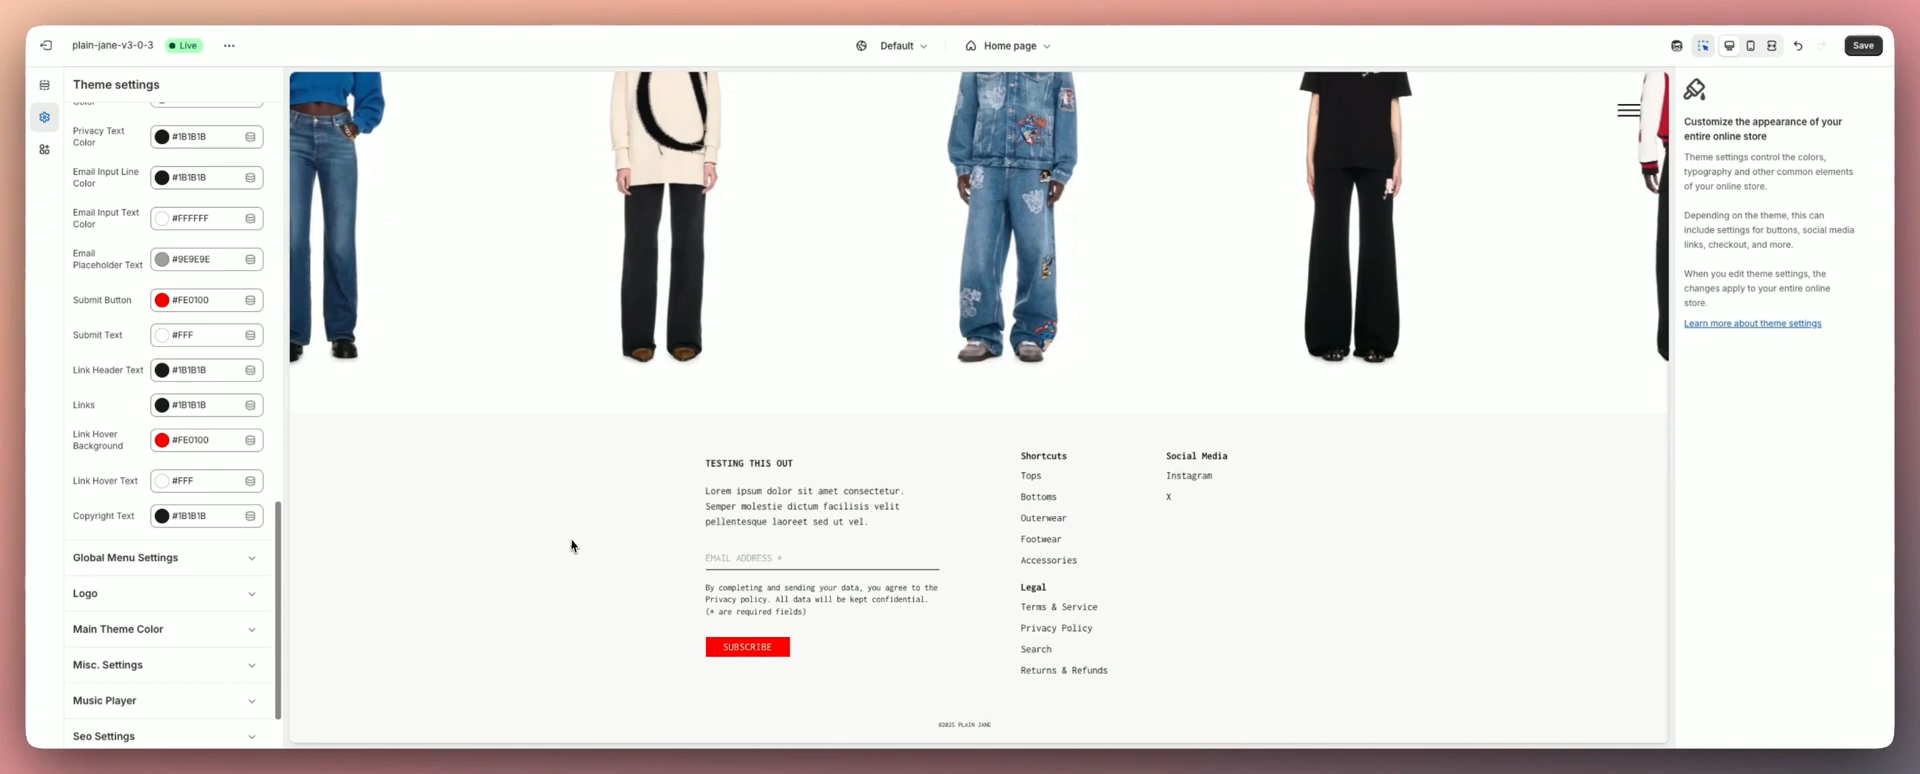 plain-jane-v3-0-3
Live
Default
Home page
Save
Theme settings
Color
Privacy Text
Color
#1B1B1B
Email Input Line
Color
#1B1B1B
Email Input Text
Color
#FFFFFF
Email
Placeholder Text
#9E9E9E
Submit Button
#FE0100
Submit Text
#FFF
Link Header Text
#1B1B1B
Links
#1B1B1B
Link Hover
Background
#FE0100
Link Hover Text
#FFF
Copyright Text
#1B1B1B
Global Menu Settings
Logo
Main Theme Color
Misc. Settings
Music Player
Seo Settings
TESTING THIS OUT
Lorem ipsum dolor sit amet consectetur.
Semper molestie dictum facilisis velit
pellentesque laoreet sed ut vel.
EMAIL ADDRESS *
By completing and sending your data, you agree to the
Privacy policy. All data will be kept confidential.
(* are required fields)
SUBSCRIBE
Shortcuts
Tops
Bottoms
Outerwear
Footwear
Accessories
Legal
Terms & Service
Privacy Policy
Search
Returns & Refunds
Social Media
Instagram
X
©2025 PLAIN JANE
Customize the appearance of your
entire online store
Theme settings control the colors,
typography and other common elements
of your online store.
Depending on the theme, this can
include settings for buttons, social media
links, checkout, and more.
When you edit theme settings, the
changes apply to your entire online
store.
Learn more about theme settings